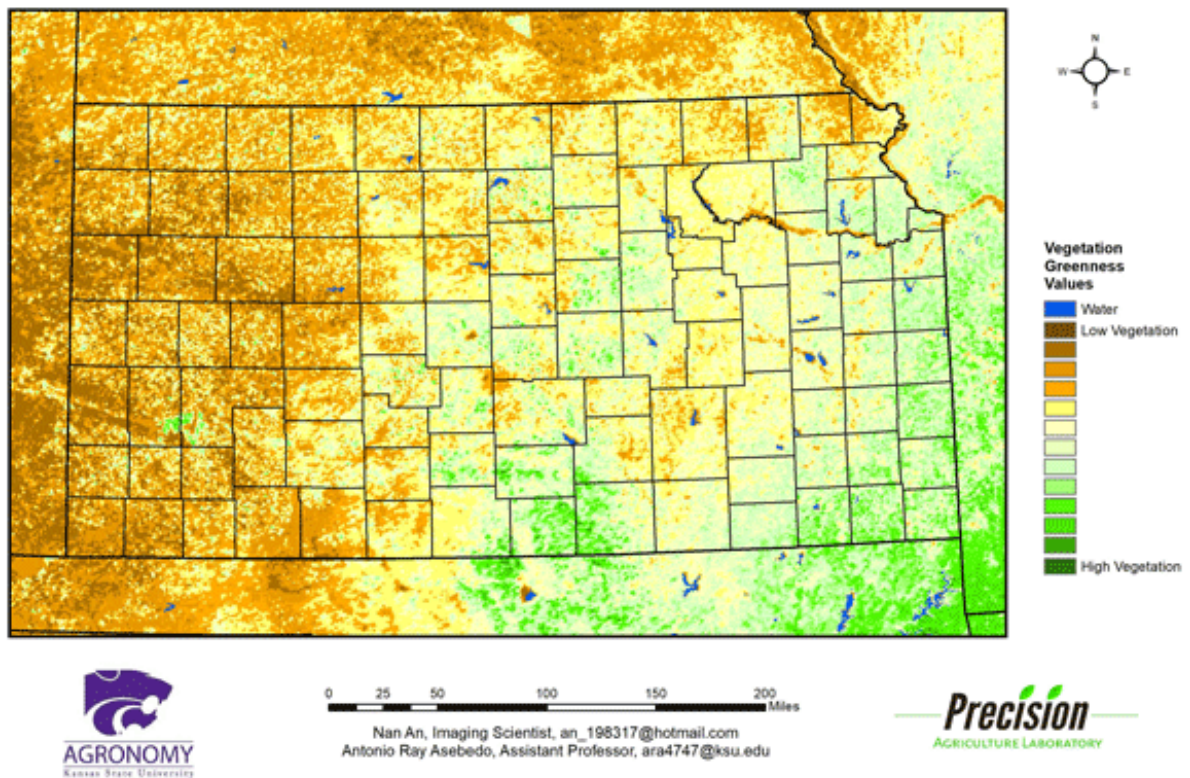 N
W
E
S
Vegetation
Greenness
Values
Water
Low Vegetation
High Vegetation
0 25 50 100 150 200
Miles
Nan An, Imaging Scientist, an_198317@hotmail.com
Antonio Ray Asebedo, Assistant Professor, ara4747@ksu.edu
AGRONOMY
Kansas State University
Precision
AGRICULTURE LABORATORY